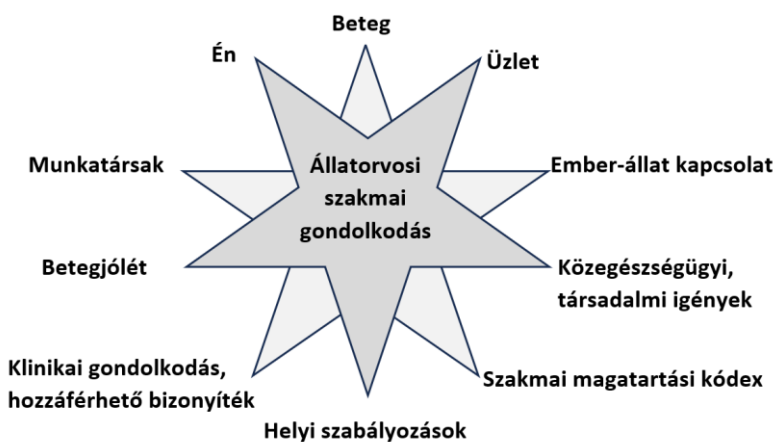 Beteg
Én
Üzlet
Munkatársak
Állatorvosi
szakmai
gondolkodás
Ember-állat kapcsolat
Betegjólét
Közegészségügyi,
társadalmi igények
Klinikai gondolkodás,
hozzáférhető bizonyíték
Szakmai magatartási kódex
Helyi szabályozások